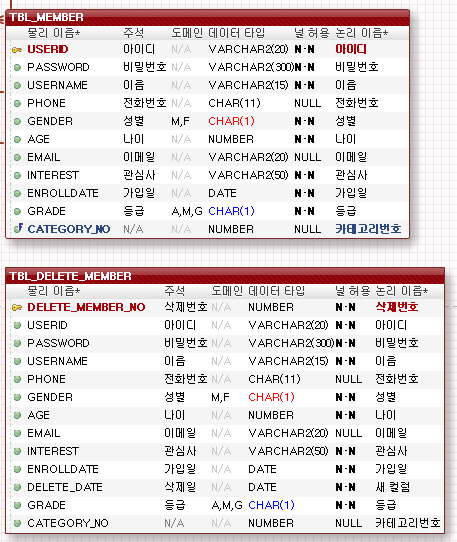 TBL_MEMBER
물리 이름* 주석 도메인 데이터 타입 널 허용 논리 이름*
USERID 아이디 N/A VARCHAR2(20) N-N 아이디
PASSWORD 비밀번호 N/A VARCHAR2(300) N-N 비밀번호
USERNAME 이름 N/A VARCHAR2(15) N-N 이름
PHONE 전화번호 N/A CHAR(11) NULL 전화번호
GENDER 성별 M,F CHAR(1) N-N 성별
AGE 나이 N/A NUMBER N-N 나이
EMAIL 이메일 N/A VARCHAR2(20) NULL 이메일
INTEREST 관심사 N/A VARCHAR2(50) N-N 관심사
ENROLLDATE 가입일 N/A DATE N-N 가입일
GRADE 등급 A,M,G CHAR(1) N-N 등급
CATEGORY_NO N/A N/A NUMBER NULL 카테고리번호
TBL_DELETE_MEMBER
물리 이름* 주석 도메인 데이터 타입 널 허용 논리 이름*
DELETE_MEMBER_NO 삭제번호 N/A NUMBER N-N 삭제번호
USERID 아이디 N/A VARCHAR2(20) N-N 아이디
PASSWORD 비밀번호 N/A VARCHAR2(300) N-N 비밀번호
USERNAME 이름 N/A VARCHAR2(15) N-N 이름
PHONE 전화번호 N/A CHAR(11) NULL 전화번호
GENDER 성별 M,F CHAR(1) N-N 성별
AGE 나이 N/A NUMBER N-N 나이
EMAIL 이메일 N/A VARCHAR2(20) NULL 이메일
INTEREST 관심사 N/A VARCHAR2(50) N-N 관심사
ENROLLDATE 가입일 N/A DATE N-N 가입일
DELETE_DATE 삭제일 N/A DATE N-N 새 컬럼
GRADE 등급 A,M,G CHAR(1) N-N 등급
CATEGORY_NO N/A N/A NUMBER NULL 카테고리번호